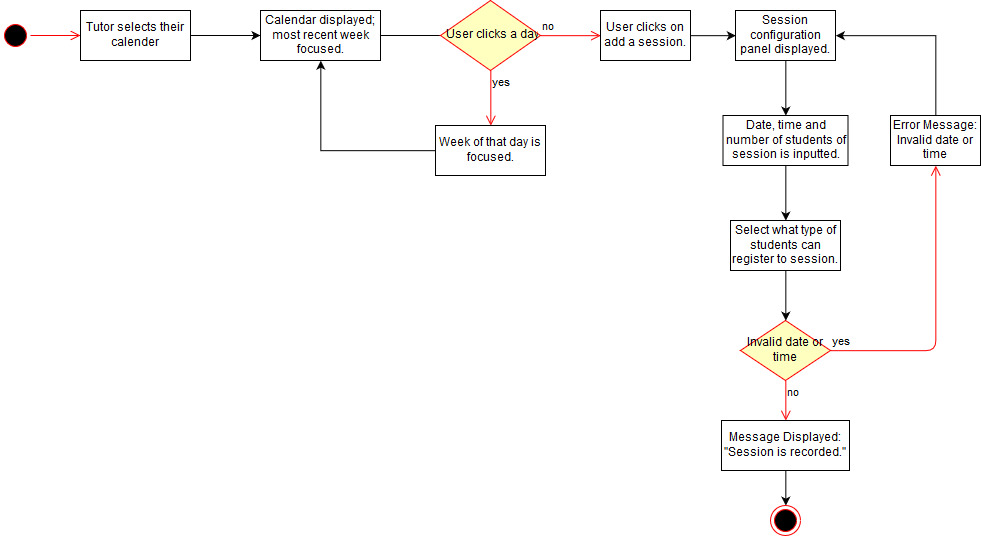 Tutor selects their
calender
Calendar displayed;
most recent week
focused.
User clicks a day
no
User clicks on
add a session.
Session
configuration
panel displayed.
yes
Week of that day is
focused.
Date, time and
number of students of
session is inputted.
Error Message:
Invalid date or
time
Select what type of
students can
register to session.
Invalid date or
time
yes
no
Message Displayed:
"Session is recorded."